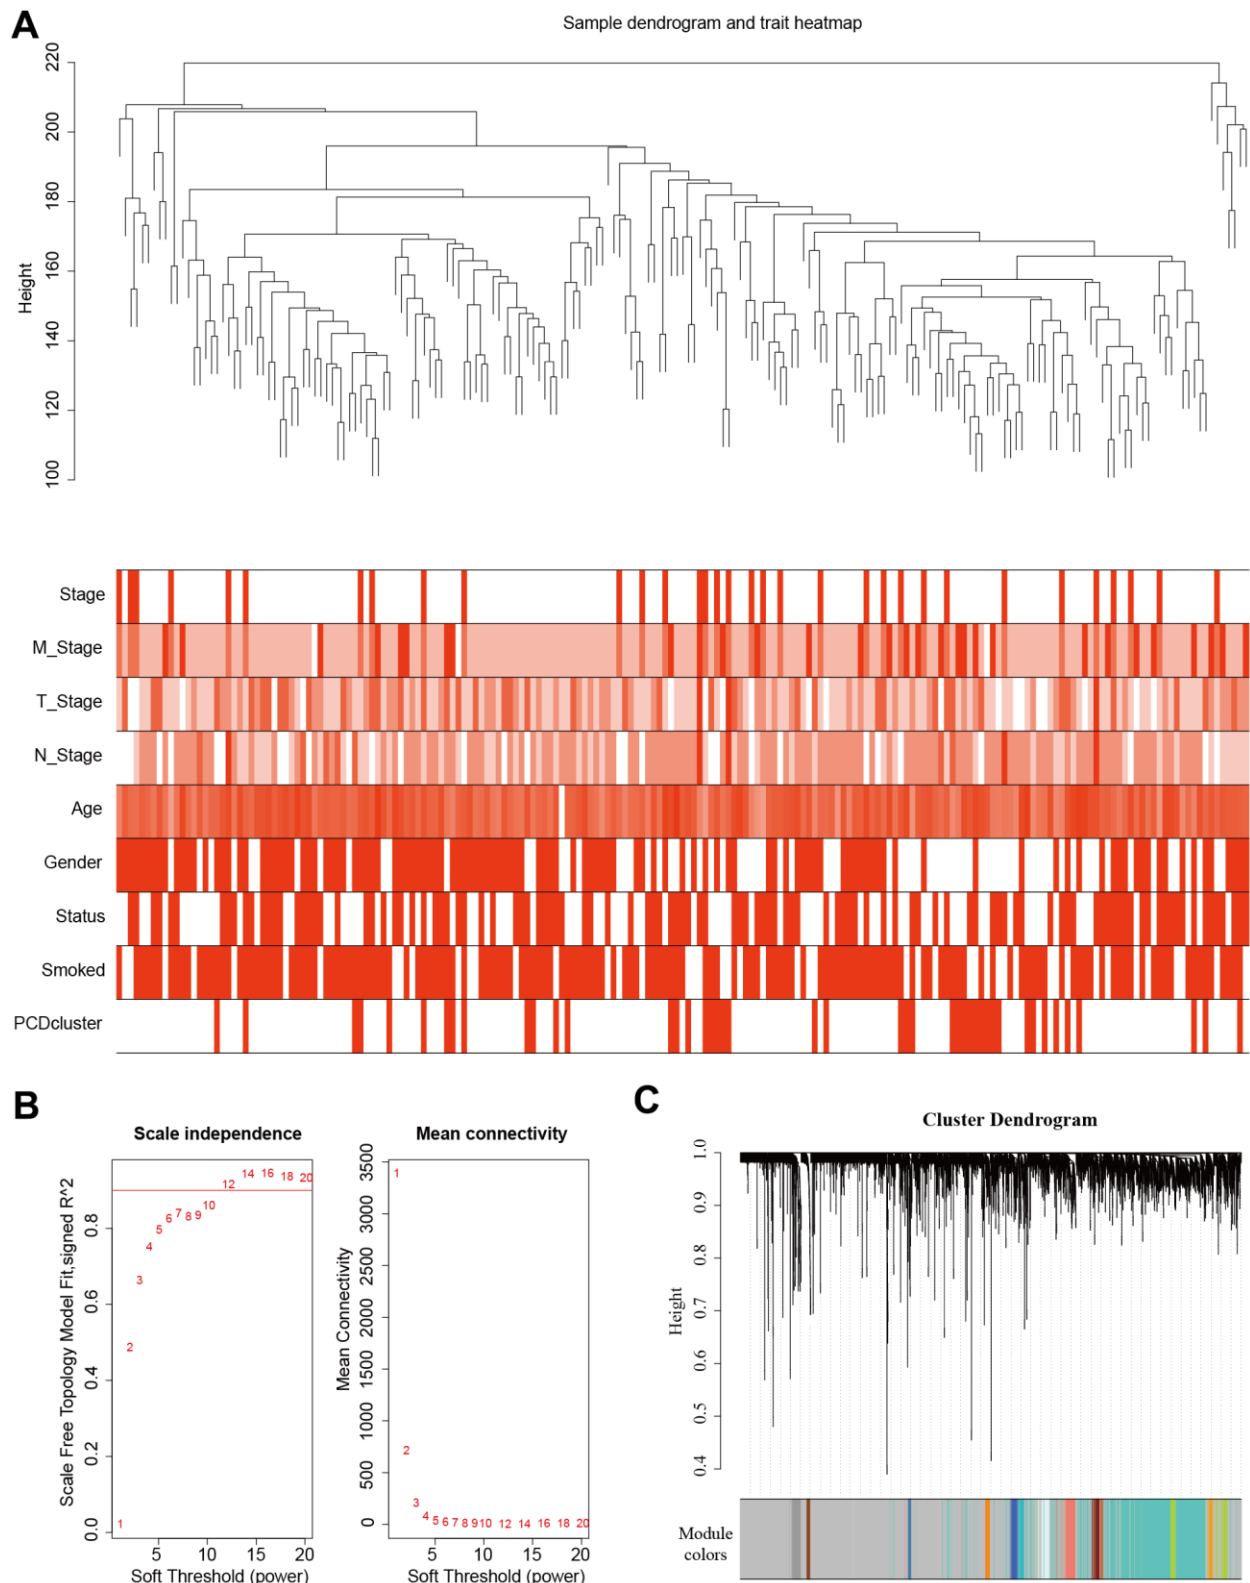 A
Sample dendrogram and trait heatmap
Height
220
200
180
160
140
120
100
Stage
M_Stage
T_Stage
N_Stage
Age
Gender
Status
Smoked
PCDcluster
B
Scale independence
Scale Free Topology Model Fit,signed R^2
0.8
0.6
0.4
0.2
0.0
1
2
3
4
5
6
7
8
9
10
12
14
16
18
20
5 10 15 20
Soft Threshold (power)
Mean connectivity
Mean Connectivity
3500
3000
2500
2000
1500
1000
500
0
1
2
3
4
5
6
7
8
9
10
12
14
16
18
20
5 10 15 20
Soft Threshold (power)
C
Cluster Dendrogram
Height
1.0
0.9
0.8
0.7
0.6
0.5
0.4
Module
colors